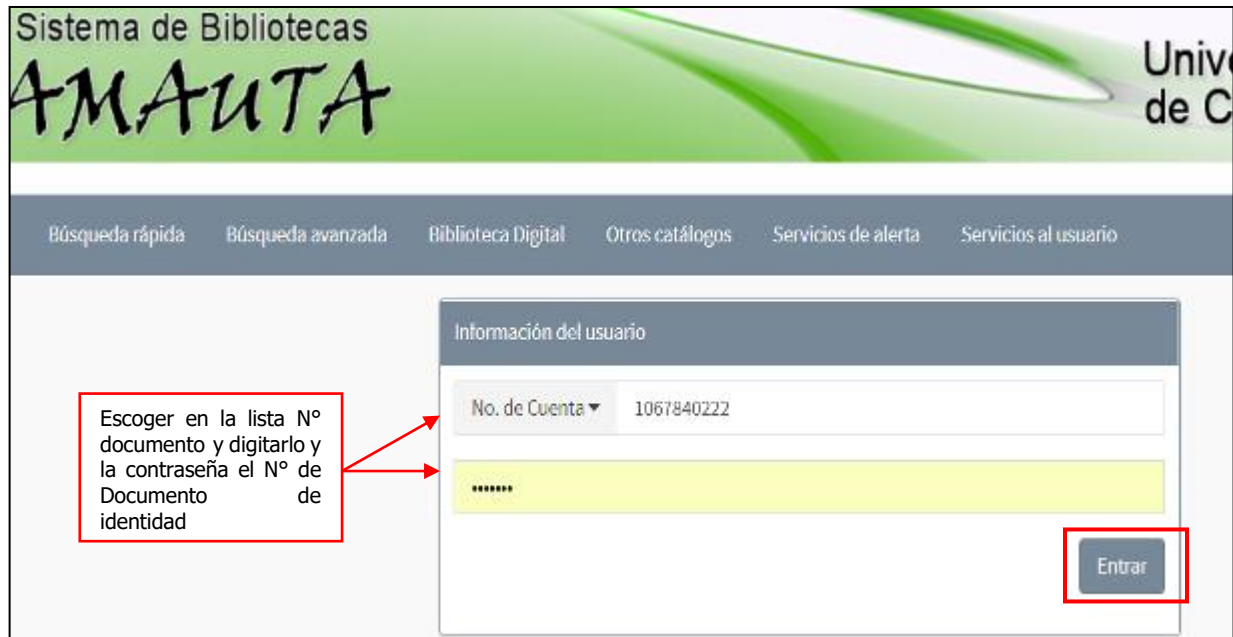 Sistema de Bibliotecas
AMAUTA
Unive
de C
Búsqueda rápida Búsqueda avanzada Biblioteca Digital Otros catálogos Servicios de alerta Servicios al usuario
Información del usuario
No. de Cuenta 1067840222
Escoger en la lista N°
documento y digitarlo y
la contraseña el N° de
Documento de
identidad
•••••••
Entrar